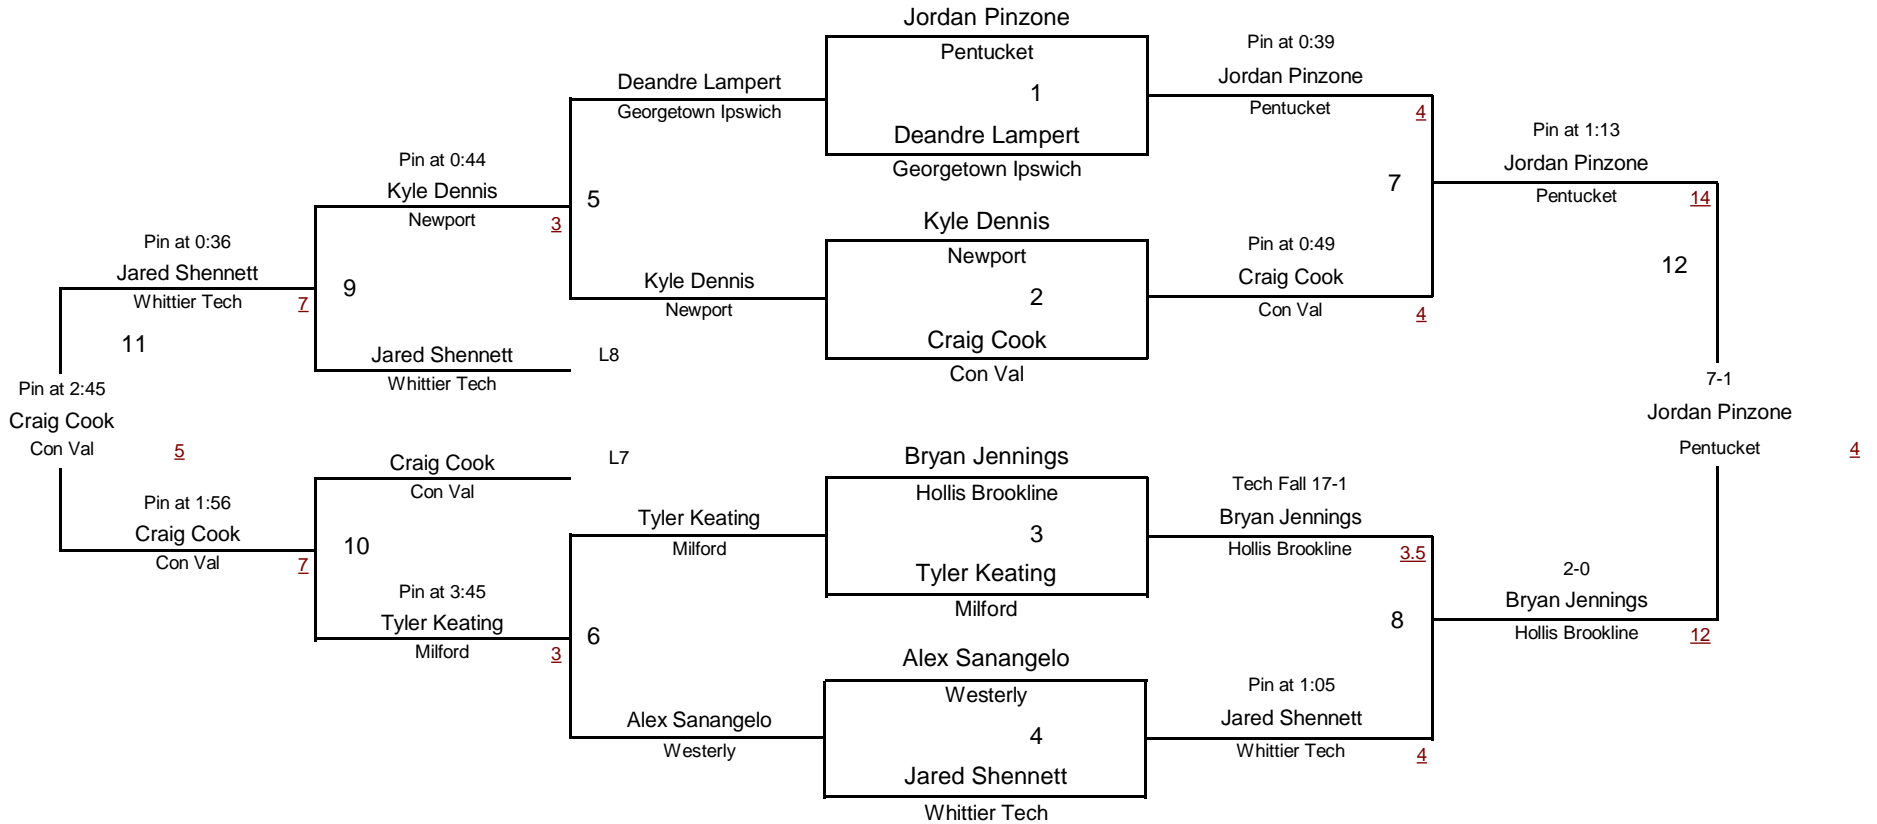 Jordan Pinzone
Pentucket
1
Deandre Lampert
Georgetown Ipswich
Deandre Lampert
Georgetown Ipswich
Pin at 0:39
Jordan Pinzone
Pentucket
4
Pin at 1:13
Jordan Pinzone
Pentucket
14
Pin at 0:44
Kyle Dennis
Newport
3
5
7
Kyle Dennis
Newport
2
Craig Cook
Con Val
Kyle Dennis
Newport
Pin at 0:49
Craig Cook
Con Val
4
12
Pin at 0:36
Jared Shennett
Whittier Tech
7
9
11
Jared Shennett
Whittier Tech
L8
Pin at 2:45
Craig Cook
Con Val
5
7-1
Jordan Pinzone
Pentucket
4
Craig Cook
Con Val
L7
Bryan Jennings
Hollis Brookline
3
Tyler Keating
Milford
Tyler Keating
Milford
Tech Fall 17-1
Bryan Jennings
Hollis Brookline
3.5
Pin at 1:56
Craig Cook
Con Val
7
10
Pin at 3:45
Tyler Keating
Milford
3
6
8
2-0
Bryan Jennings
Hollis Brookline
12
Alex Sanangelo
Westerly
4
Jared Shennett
Whittier Tech
Alex Sanangelo
Westerly
Pin at 1:05
Jared Shennett
Whittier Tech
4